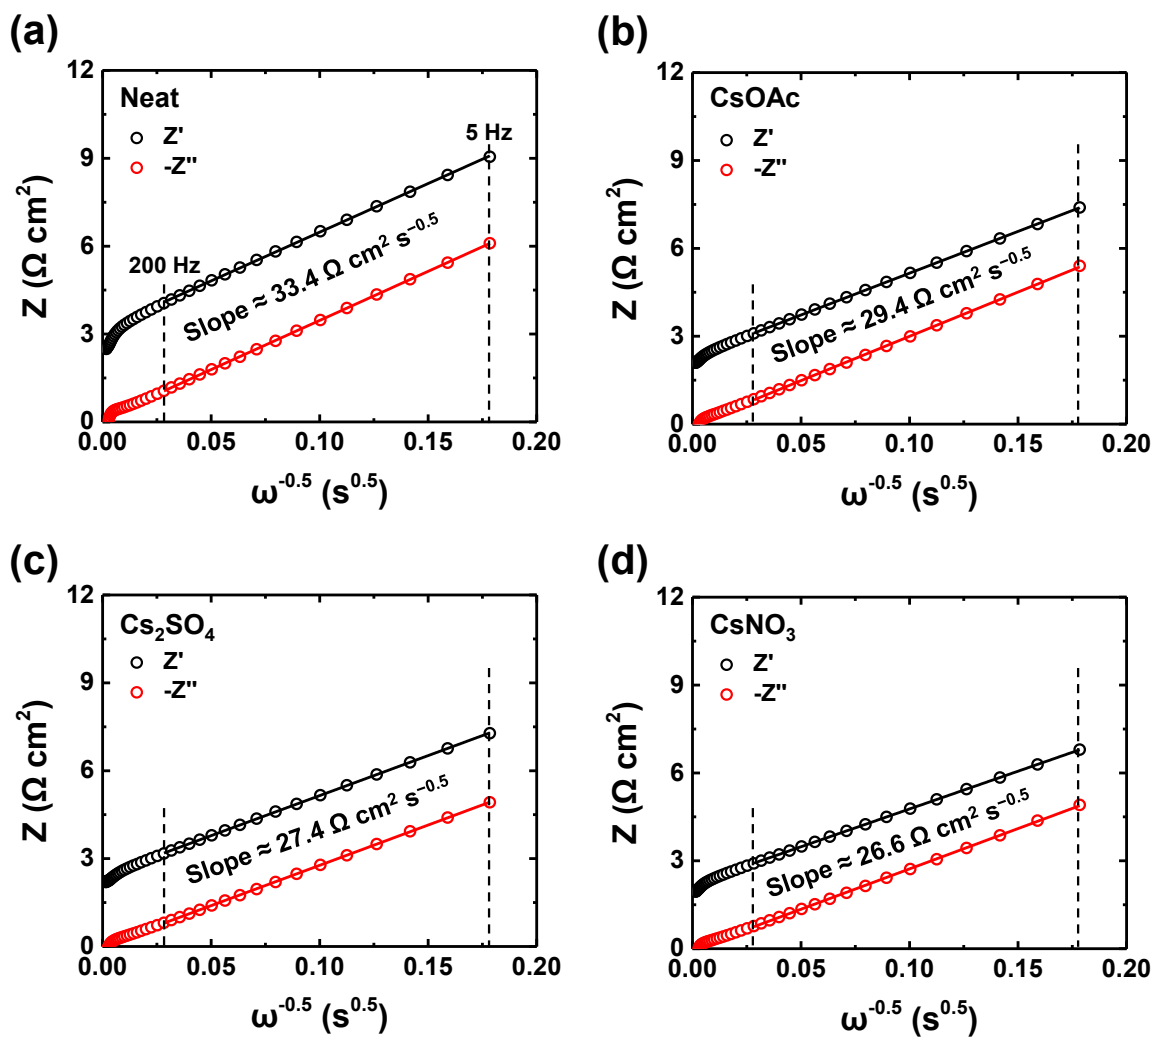 (a)
12
9
6
3
0
Z (Ω cm²)
Neat
Z'
-Z''
200 Hz
5 Hz
Slope ≈ 33.4 Ω cm² s⁻⁰·⁵
0.00 0.05 0.10 0.15 0.20
ω⁻⁰·⁵ (s⁰·⁵)
(b)
12
9
6
3
0
Z (Ω cm²)
CsOAc
Z'
-Z''
Slope ≈ 29.4 Ω cm² s⁻⁰·⁵
0.00 0.05 0.10 0.15 0.20
ω⁻⁰·⁵ (s⁰·⁵)
(c)
12
9
6
3
0
Z (Ω cm²)
Cs₂SO₄
Z'
-Z''
Slope ≈ 27.4 Ω cm² s⁻⁰·⁵
0.00 0.05 0.10 0.15 0.20
ω⁻⁰·⁵ (s⁰·⁵)
(d)
12
9
6
3
0
Z (Ω cm²)
CsNO₃
Z'
-Z''
Slope ≈ 26.6 Ω cm² s⁻⁰·⁵
0.00 0.05 0.10 0.15 0.20
ω⁻⁰·⁵ (s⁰·⁵)